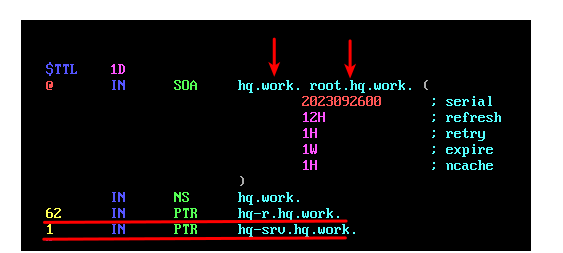 $TTL 1D
@ IN SOA hq.work. root.hq.work. (
2023092600 ; serial
12H ; refresh
1H ; retry
1W ; expire
1H ; ncache
)
IN NS hq.work.
62 IN PTR hq-r.hq.work.
1 IN PTR hq-srv.hq.work.